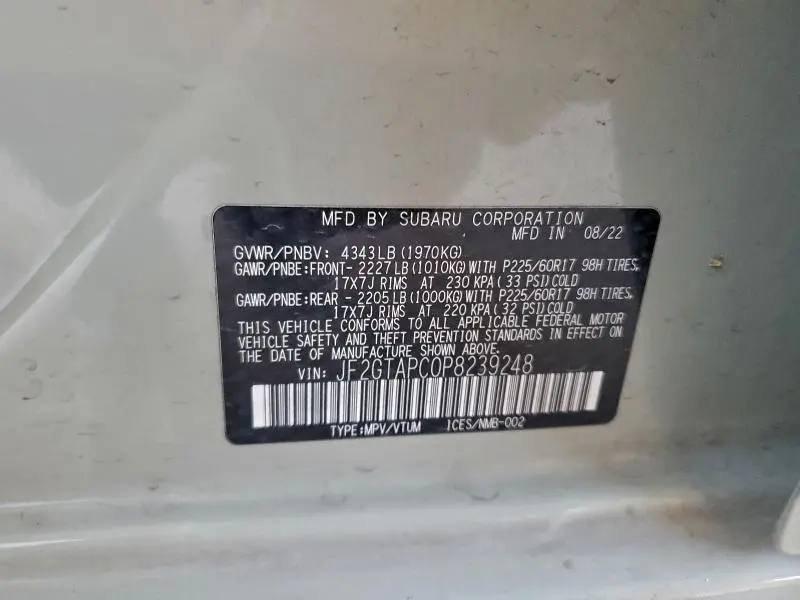 MFD BY SUBARU CORPORATION
MFD IN 08/22
GVWR/PNBV: 4343LB (1970KG)
GAWR/PNBE:FRONT- 2227LB (1010KG) WITH P225/60R17 98H TIRES,
17X7J RIMS AT 230 KPA (33 PSI) COLD
GAWR/PNBE:REAR - 2205LB (1000KG) WITH P225/60R17 98H TIRES,
17X7J RIMS AT 220 KPA (32 PSI) COLD
THIS VEHICLE CONFORMS TO ALL APPLICABLE FEDERAL MOTOR
VEHICLE SAFETY AND THEFT PREVENTION STANDARDS IN EFFECT ON
THE DATE OF MANUFACTURE SHOWN ABOVE.
VIN: JF2GTAPC0P8239248
TYPE:MPV/VTUM ICES/NMB-002